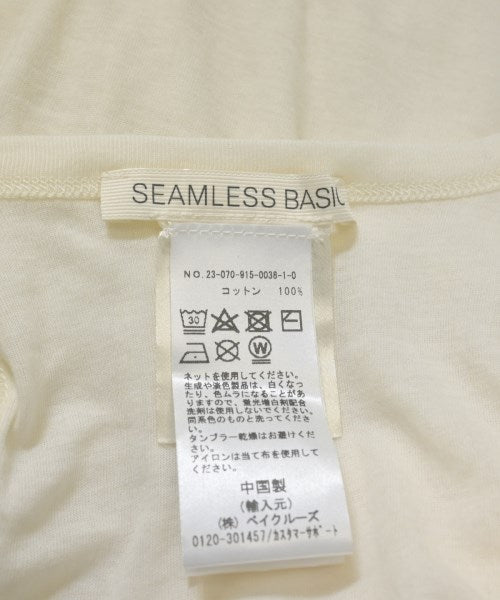 SEAMLESS BASIC
NO.23-070-915-0036-1-0
コットン 100%
30
W
ネットを使用してください。
生成や淡色製品は、白くなっ
たり、色ムラになることがあ
りますので、蛍光増白剤配合
洗剤は使用しないでください。
同系色のものと洗ってくださ
い。
タンブラー乾燥はお避けくだ
さい。
アイロンは当て布を使用して
ください。
中国製
(輸入元)
(株) ベイクルーズ
0120-301457/カスタマーサポート